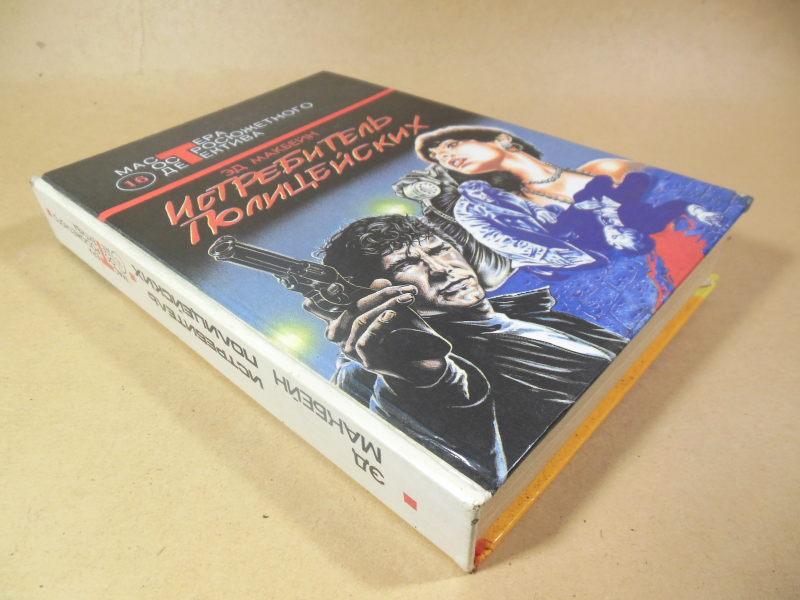 МАСТЕРА
ОСТРОСЮЖЕТНОГО
ДЕТЕКТИВА
16
ЭД МАКБЕЙН
ИСТРЕБИТЕЛЬ
ПОЛИЦЕЙСКИХ
ЭД
МАКБЕЙН
ИСТРЕБИТЕЛЬ
ПОЛИЦЕЙСКИХ